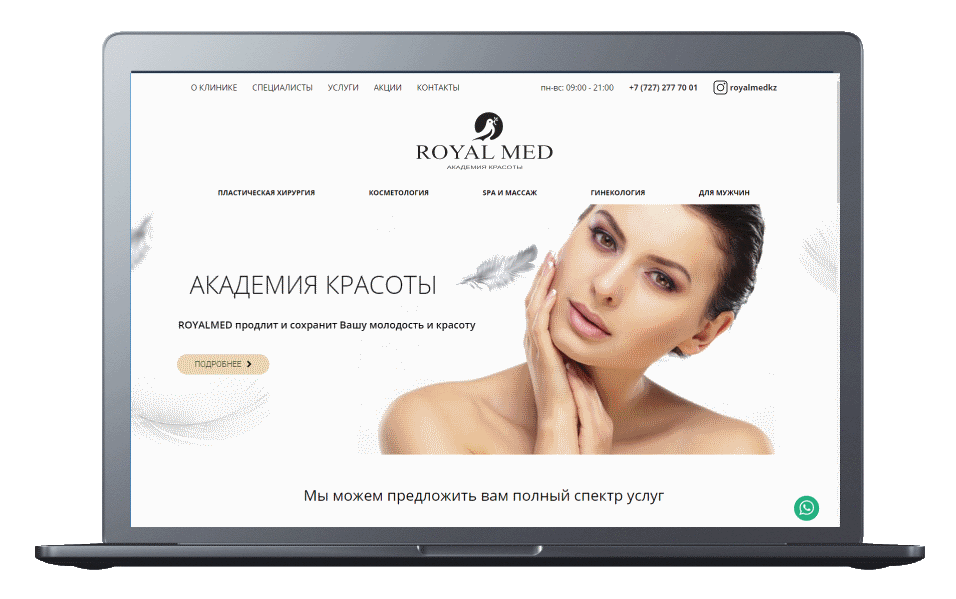 О КЛИНИКЕ СПЕЦИАЛИСТЫ УСЛУГИ АКЦИИ КОНТАКТЫ пн-вс: 09:00 - 21:00 +7 (727) 277 70 01 royalmedkz
ROYAL MED
АКАДЕМИЯ КРАСОТЫ
ПЛАСТИЧЕСКАЯ ХИРУРГИЯ КОСМЕТОЛОГИЯ SPA И МАССАЖ ГИНЕКОЛОГИЯ ДЛЯ МУЖЧИН
АКАДЕМИЯ КРАСОТЫ
ROYALMED продлит и сохранит Вашу молодость и красоту
ПОДРОБНЕЕ
Мы можем предложить вам полный спектр услуг